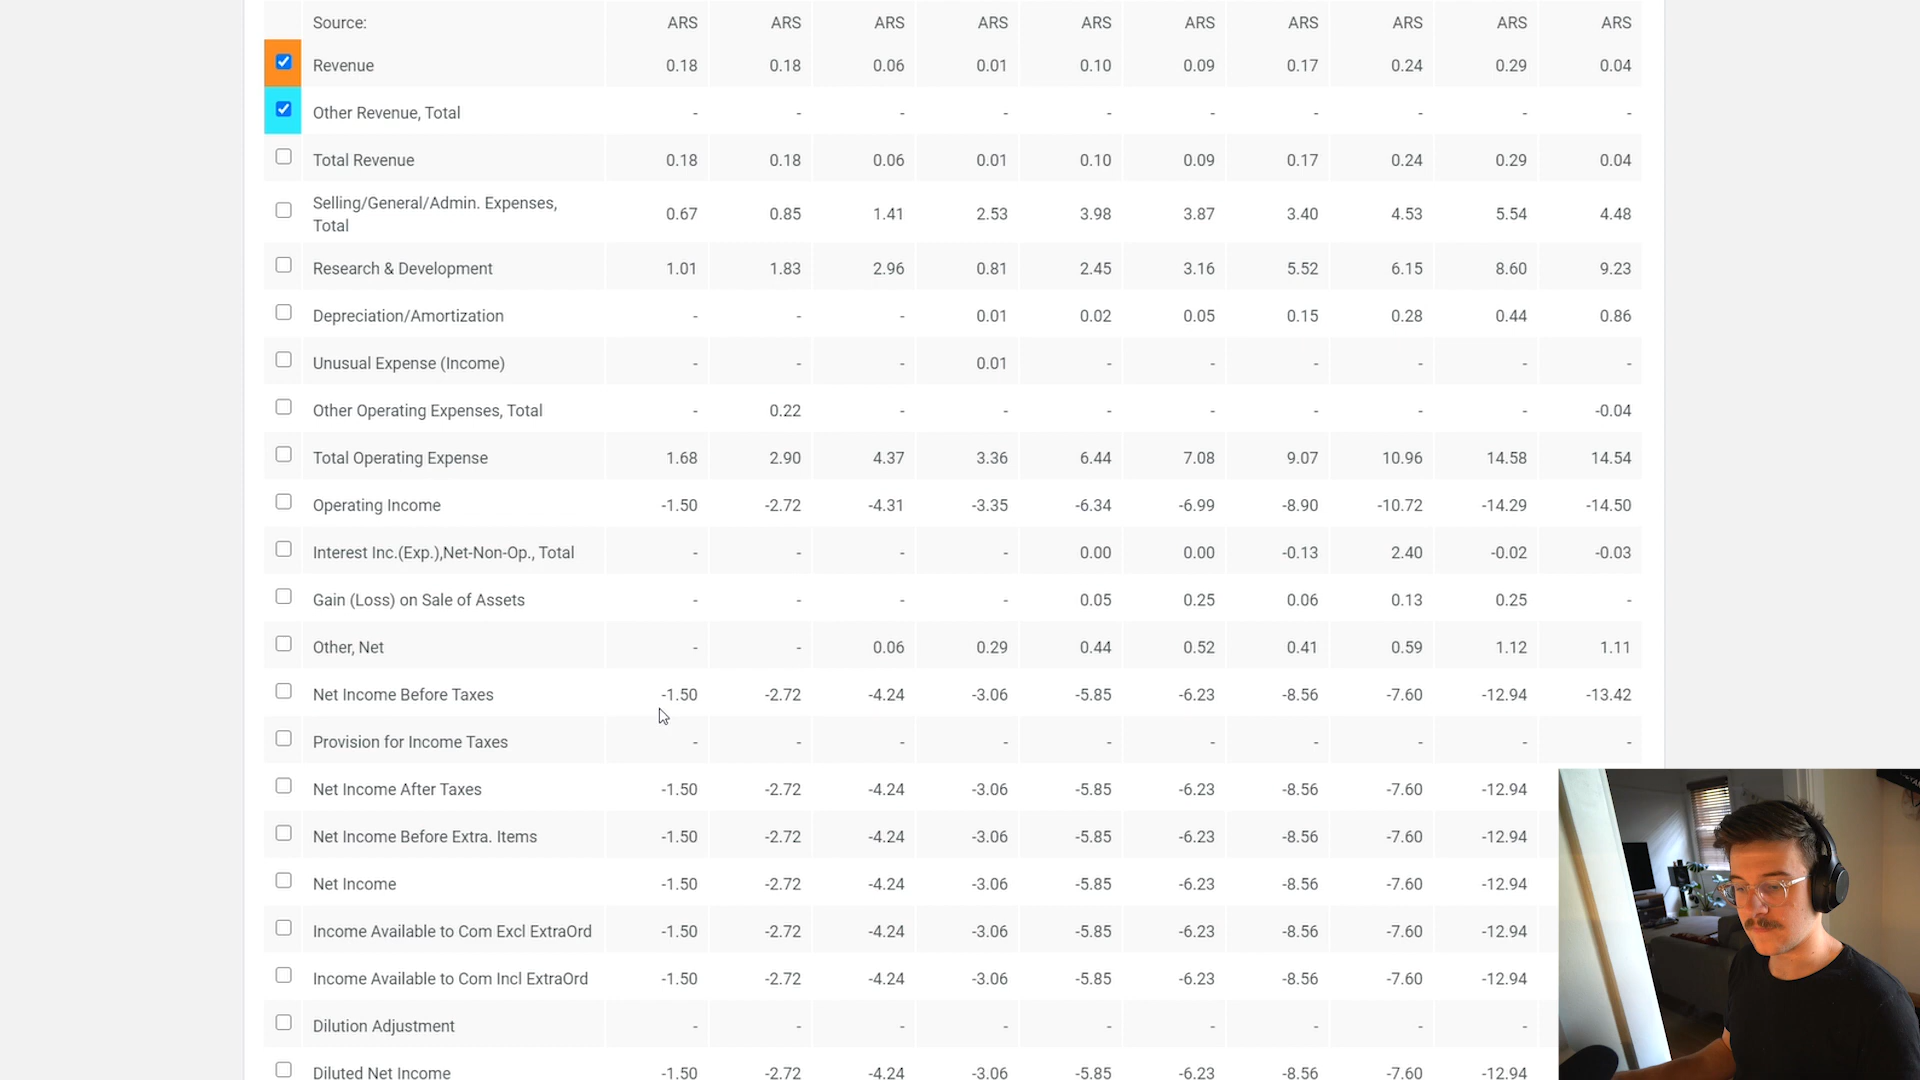 Source: ARS ARS ARS ARS ARS ARS ARS ARS ARS ARS
Revenue 0.18 0.18 0.06 0.01 0.10 0.09 0.17 0.24 0.29 0.04
Other Revenue, Total - - - - - - - - - -
Total Revenue 0.18 0.18 0.06 0.01 0.10 0.09 0.17 0.24 0.29 0.04
Selling/General/Admin. Expenses,
Total 0.67 0.85 1.41 2.53 3.98 3.87 3.40 4.53 5.54 4.48
Research & Development 1.01 1.83 2.96 0.81 2.45 3.16 5.52 6.15 8.60 9.23
Depreciation/Amortization - - - 0.01 0.02 0.05 0.15 0.28 0.44 0.86
Unusual Expense (Income) - - - 0.01 - - - - - -
Other Operating Expenses, Total - 0.22 - - - - - - - -0.04
Total Operating Expense 1.68 2.90 4.37 3.36 6.44 7.08 9.07 10.96 14.58 14.54
Operating Income -1.50 -2.72 -4.31 -3.35 -6.34 -6.99 -8.90 -10.72 -14.29 -14.50
Interest Inc.(Exp.),Net-Non-Op., Total - - - - 0.00 0.00 -0.13 2.40 -0.02 -0.03
Gain (Loss) on Sale of Assets - - - - 0.05 0.25 0.06 0.13 0.25 -
Other, Net - - 0.06 0.29 0.44 0.52 0.41 0.59 1.12 1.11
Net Income Before Taxes -1.50 -2.72 -4.24 -3.06 -5.85 -6.23 -8.56 -7.60 -12.94 -13.42
Provision for Income Taxes - - - - - - - - - -
Net Income After Taxes -1.50 -2.72 -4.24 -3.06 -5.85 -6.23 -8.56 -7.60 -12.94
Net Income Before Extra. Items -1.50 -2.72 -4.24 -3.06 -5.85 -6.23 -8.56 -7.60 -12.94
Net Income -1.50 -2.72 -4.24 -3.06 -5.85 -6.23 -8.56 -7.60 -12.94
Income Available to Com Excl ExtraOrd -1.50 -2.72 -4.24 -3.06 -5.85 -6.23 -8.56 -7.60 -12.94
Income Available to Com Incl ExtraOrd -1.50 -2.72 -4.24 -3.06 -5.85 -6.23 -8.56 -7.60 -12.94
Dilution Adjustment - - - - - - - - -
Diluted Net Income -1.50 -2.72 -4.24 -3.06 -5.85 -6.23 -8.56 -7.60 -12.94